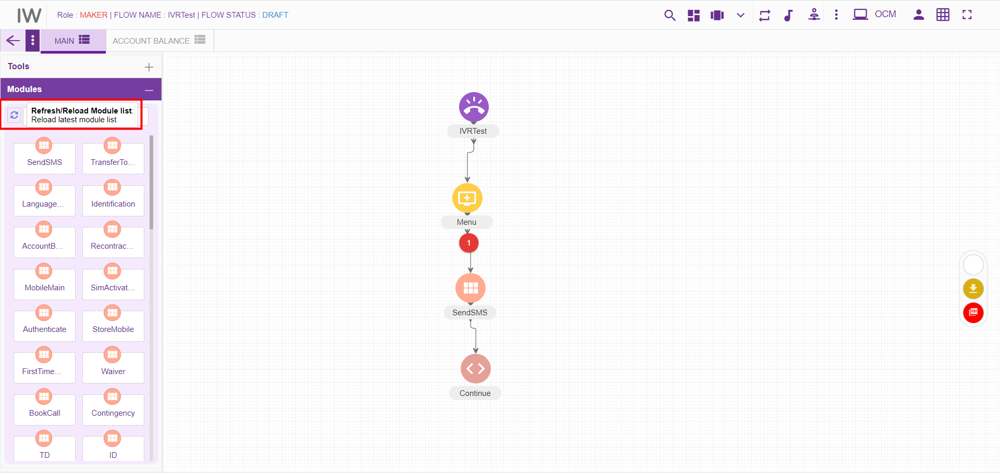 IW
Role : MAKER | FLOW NAME : IVRTest | FLOW STATUS : DRAFT
OCM
MAIN
ACCOUNT BALANCE
Tools
Modules
Refresh/Reload Module list:
Reload latest module list
SendSMS
TransferTo...
Language...
Identification
AccountB...
Recontrac...
MobileMain
SimActivat...
Authenticate
StoreMobile
FirstTime...
Waiver
BookCall
Contingency
TD
ID
IVRTest
Menu
1
SendSMS
Continue
PDF